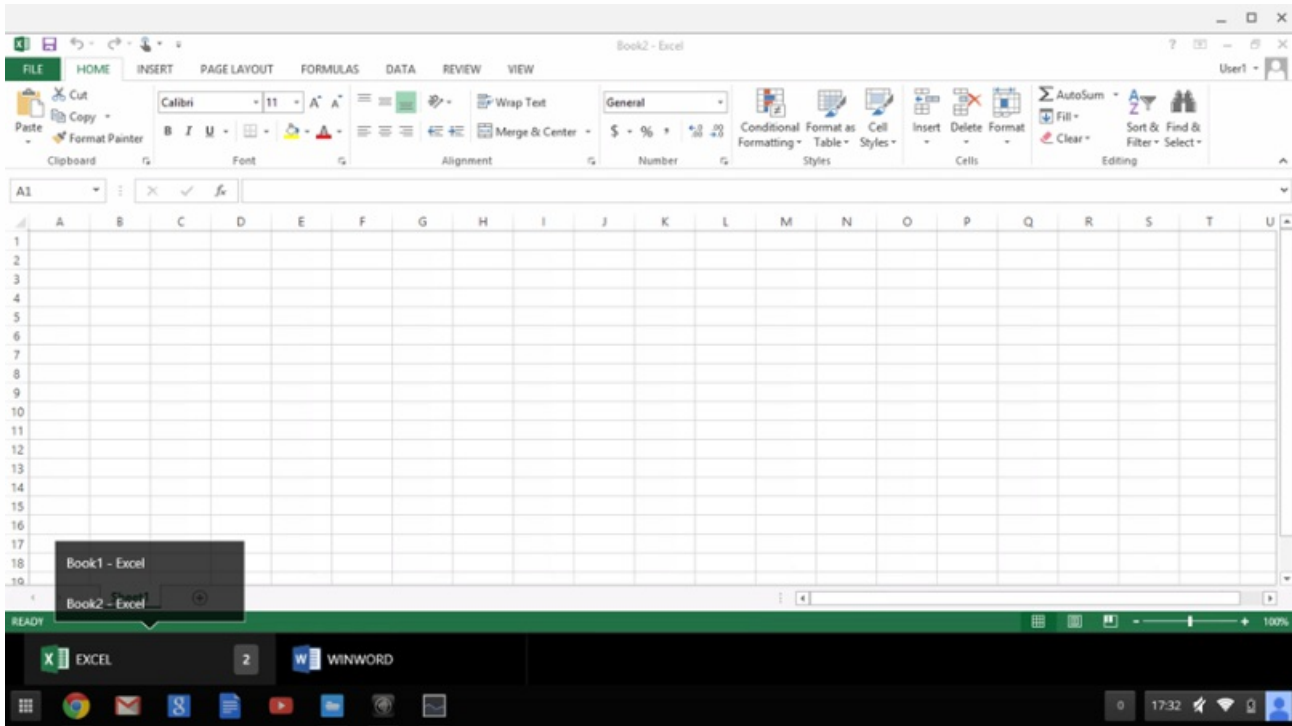 Book2 - Excel
FILE HOME INSERT PAGE LAYOUT FORMULAS DATA REVIEW VIEW User1
Paste
Cut
Copy
Format Painter
Clipboard
Calibri 11
B I U
Font
Wrap Text
Merge & Center
Alignment
General
$ % ,
Number
Conditional Formatting
Format as Table
Cell Styles
Styles
Insert Delete Format
Cells
AutoSum
Fill
Clear
Sort & Filter
Find & Select
Editing
A1 fx
A B C D E F G H I J K L M N O P Q R S T U
1
2
3
4
5
6
7
8
9
10
11
12
13
14
15
16
17
18
19
Book1 - Excel
Sheet1
Book2 - Excel
READY 100%
EXCEL 2 WINWORD
0 17:32